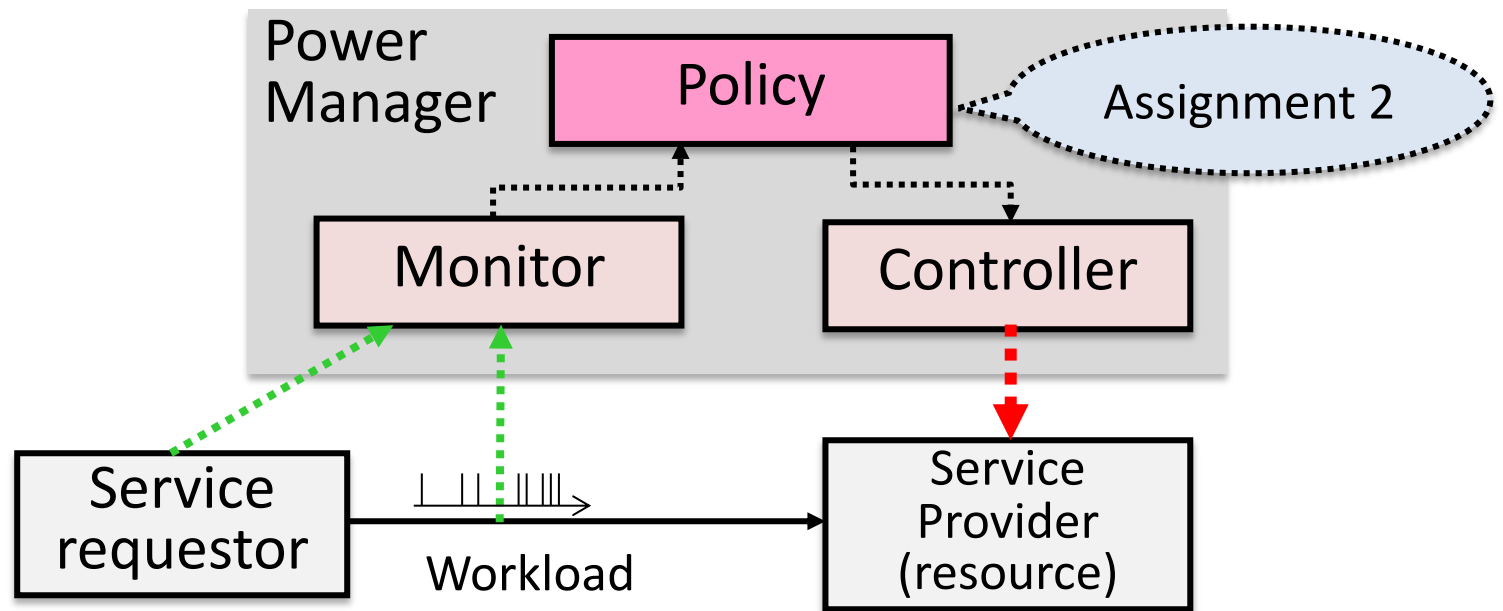 Power
Manager
Policy
Assignment 2
Monitor
Controller
Service
requestor
Workload
Service
Provider
(resource)